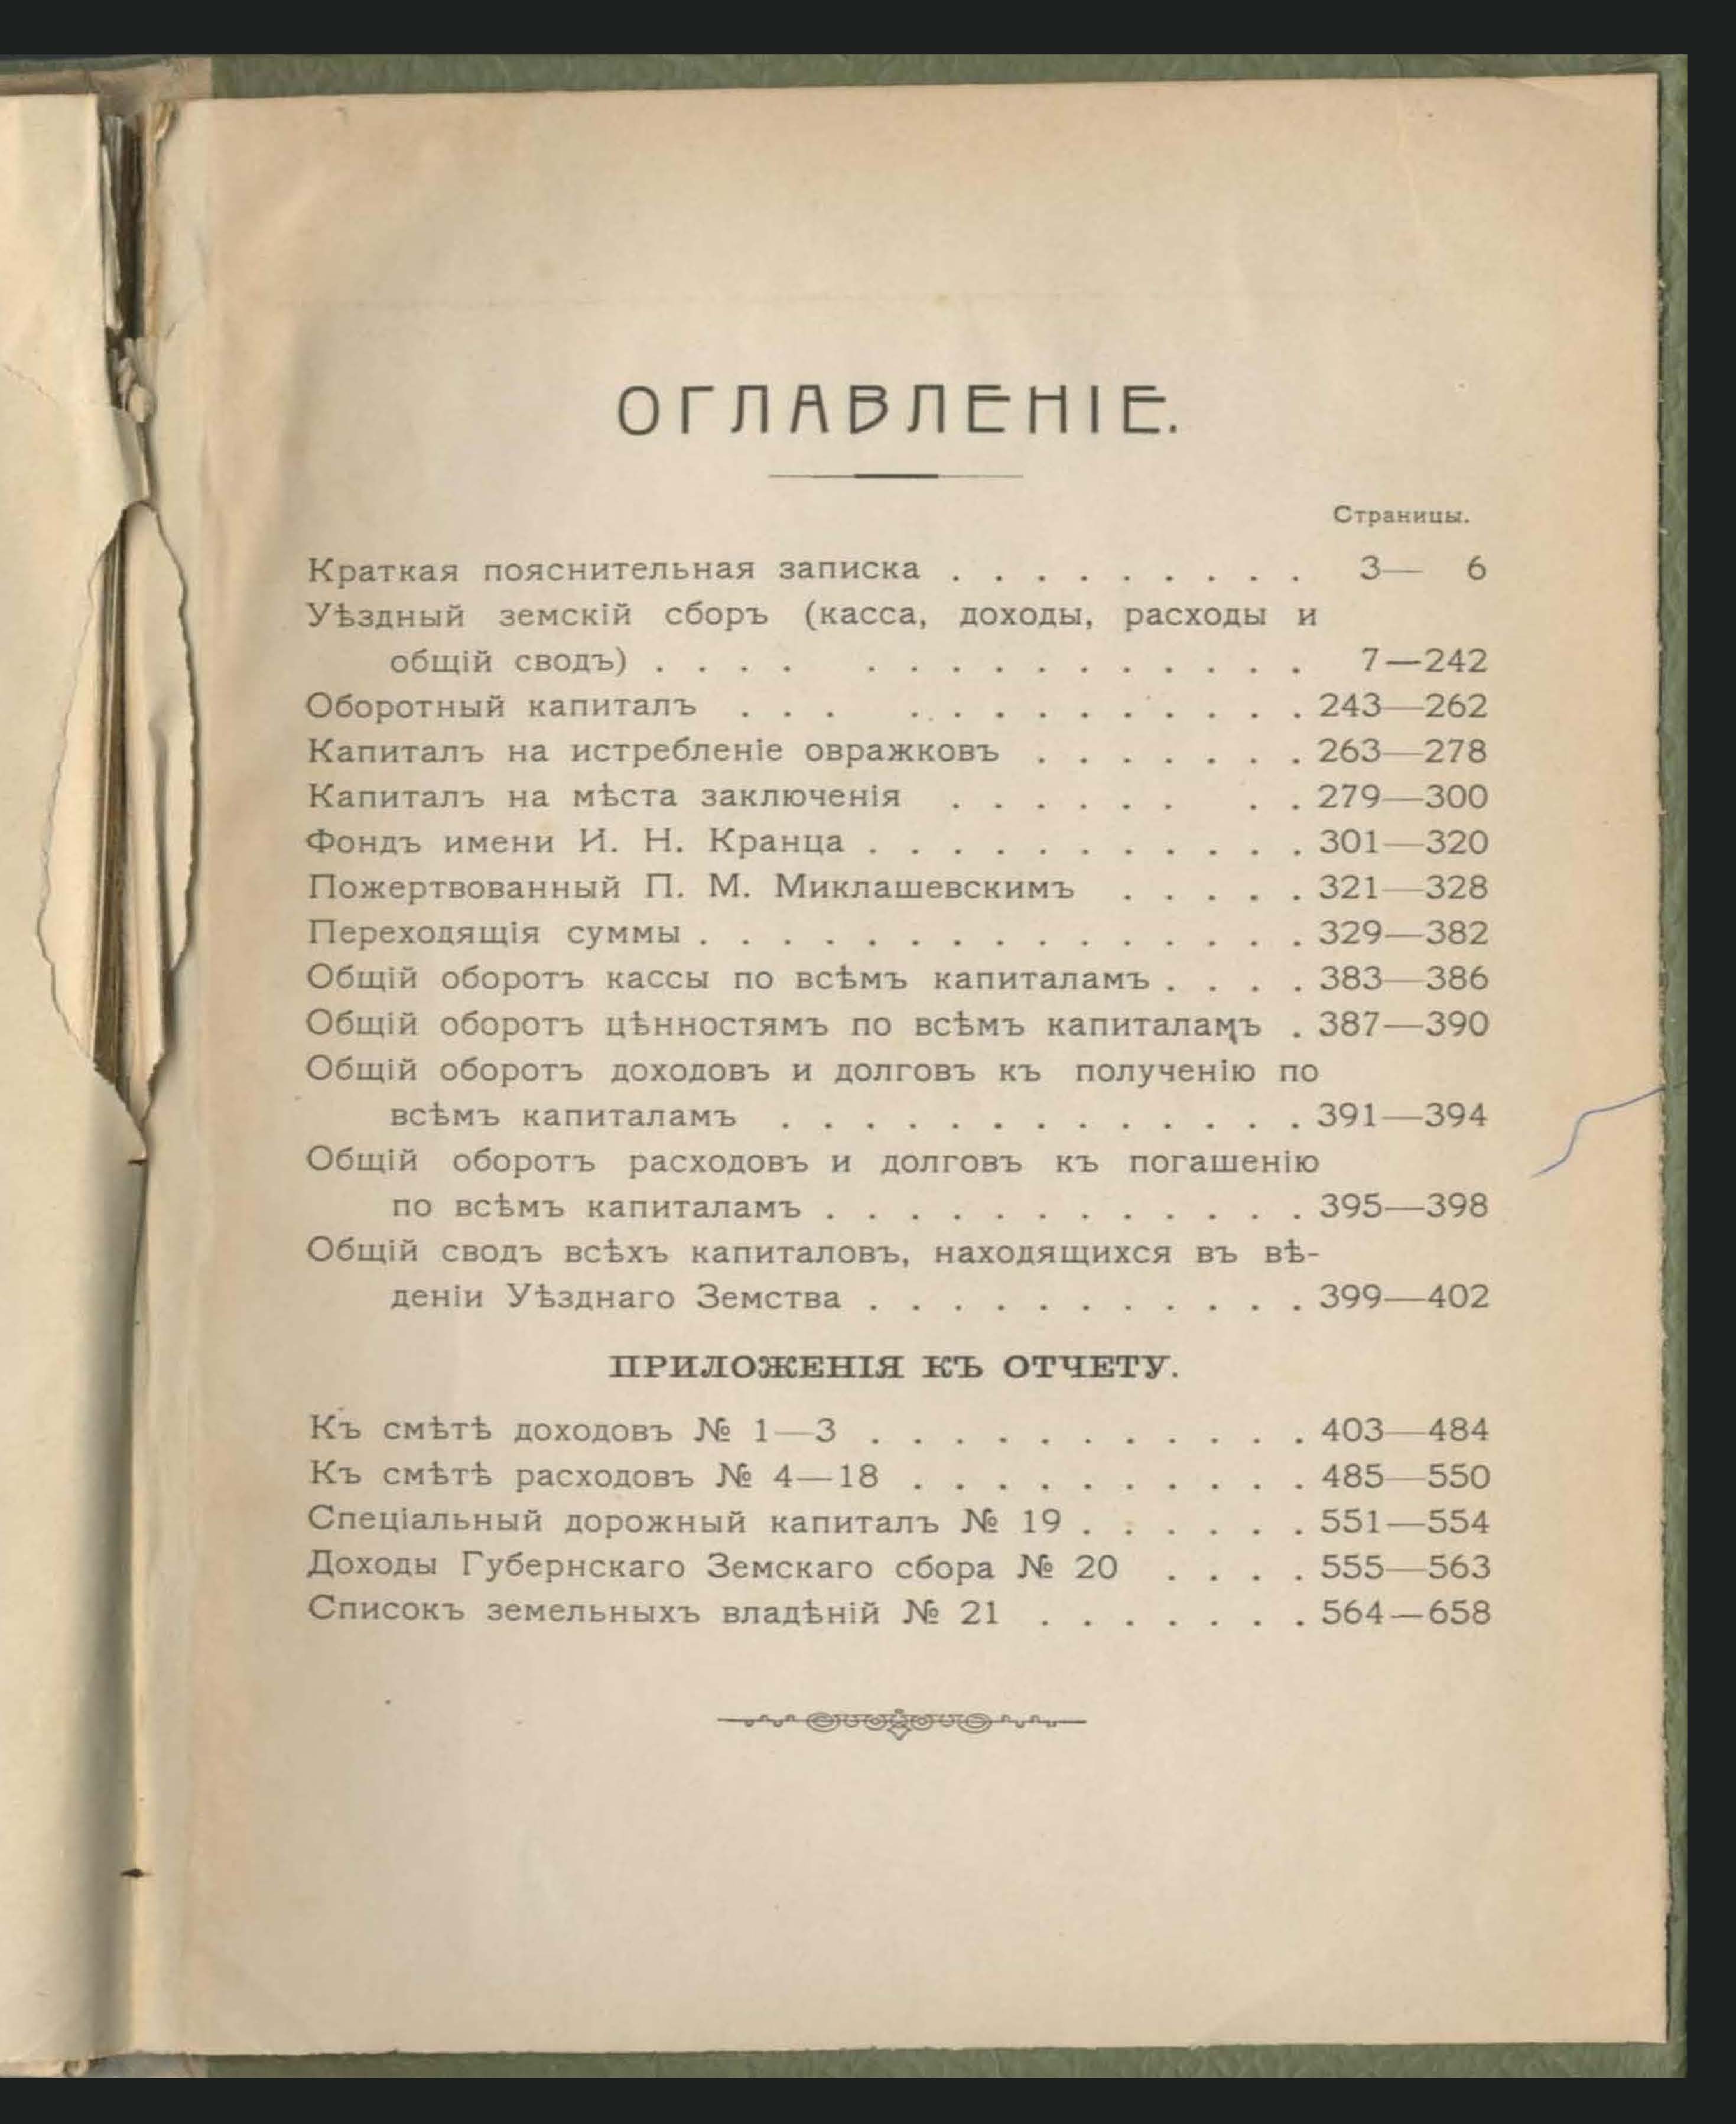 ОГЛАВЛЕНІЕ.
Страницы.
Краткая пояснительная записка . . . . . . . . . 3— 6
Уѣздный земскій сборъ (касса, доходы, расходы и
общій сводъ) . . . . . . . . . . . . . . . 7—242
Оборотный капиталъ . . . . . . . . . . . . . 243—262
Капиталъ на истребленіе овражковъ . . . . . . . 263—278
Капиталъ на мѣста заключенія . . . . . . . . 279—300
Фондъ имени И. Н. Кранца . . . . . . . . . . . 301—320
Пожертвованный П. М. Миклашевскимъ . . . . . 321—328
Переходящія суммы . . . . . . . . . . . . . . . 329—382
Общій оборотъ кассы по всѣмъ капиталамъ . . . . 383—386
Общій оборотъ цѣнностямъ по всѣмъ капиталамъ . 387—390
Общій оборотъ доходовъ и долговъ къ полученію по
всѣмъ капиталамъ . . . . . . . . . . . . . 391—394
Общій оборотъ расходовъ и долговъ къ погашенію
по всѣмъ капиталамъ . . . . . . . . . . . . 395—398
Общій сводъ всѣхъ капиталовъ, находящихся въ вѣ-
деніи Уѣзднаго Земства . . . . . . . . . . . 399—402
ПРИЛОЖЕНІЯ КЪ ОТЧЕТУ.
Къ смѣтѣ доходовъ № 1—3 . . . . . . . . . . . 403—484
Къ смѣтѣ расходовъ № 4—18 . . . . . . . . . . 485—550
Спеціальный дорожный капиталъ № 19 . . . . . . 551—554
Доходы Губернскаго Земскаго сбора № 20 . . . . 555—563
Списокъ земельныхъ владѣній № 21 . . . . . . . 564—658